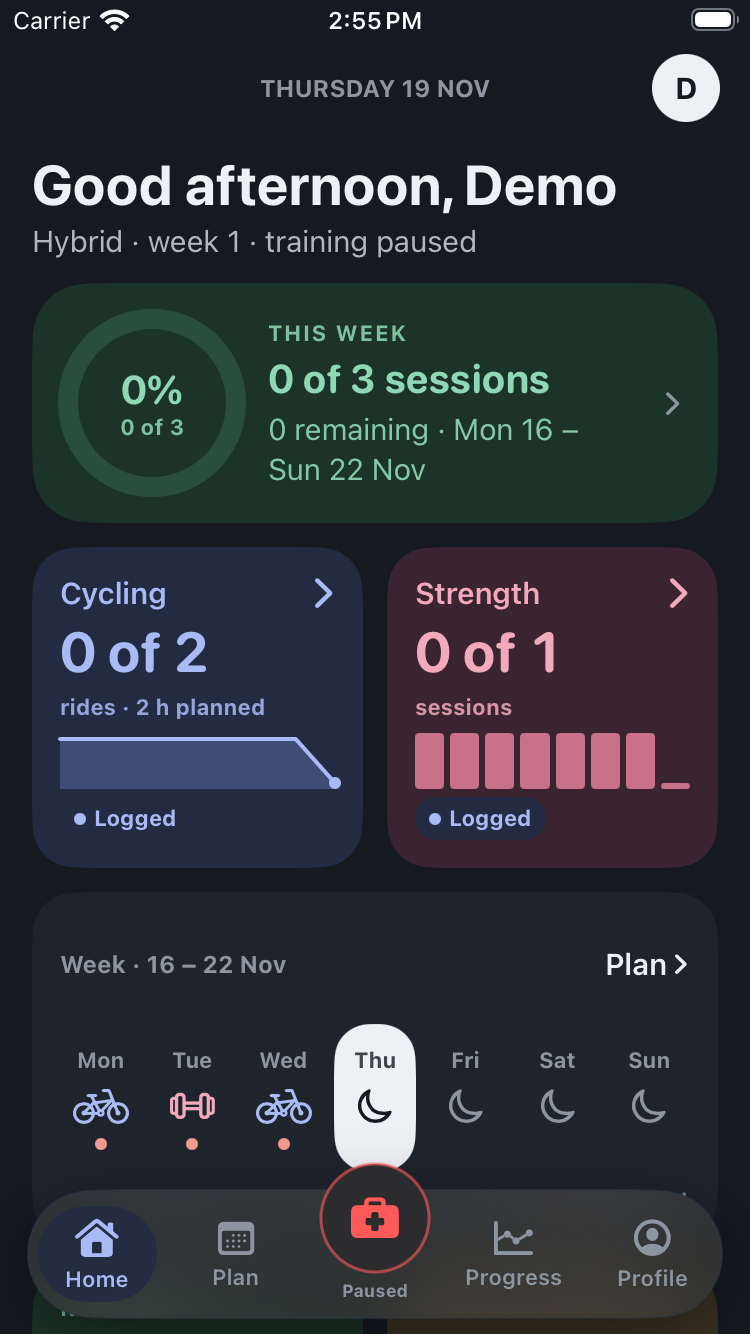 Carrier 2:55 PM
THURSDAY 19 NOV
D
Good afternoon, Demo
Hybrid · week 1 · training paused
0%
0 of 3
THIS WEEK
0 of 3 sessions
0 remaining · Mon 16 –
Sun 22 Nov
Cycling
0 of 2
rides · 2 h planned
Logged
Strength
0 of 1
sessions
Logged
Week · 16 – 22 Nov
Plan
Mon Tue Wed Thu Fri Sat Sun
Home
Plan
Paused
Progress
Profile